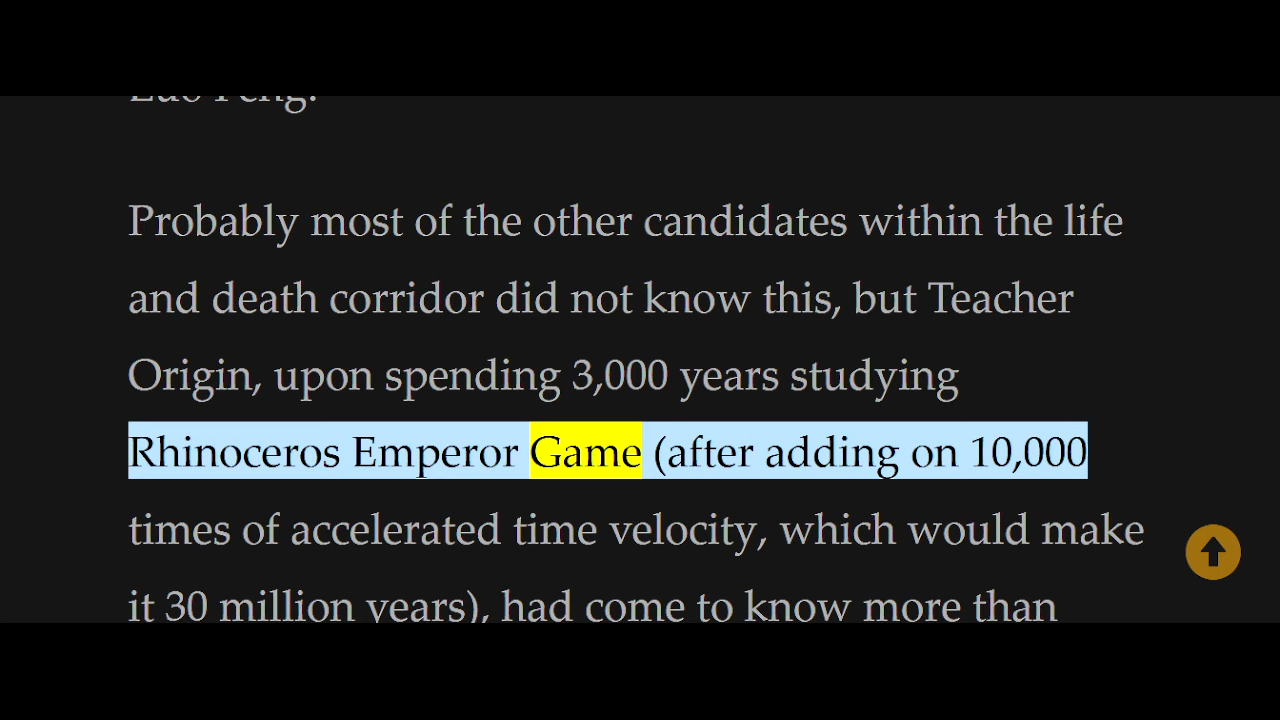 Probably most of the other candidates within the life
and death corridor did not know this, but Teacher
Origin, upon spending 3,000 years studying
Rhinoceros Emperor Game (after adding on 10,000
times of accelerated time velocity, which would make
it 30 million years), had come to know more than